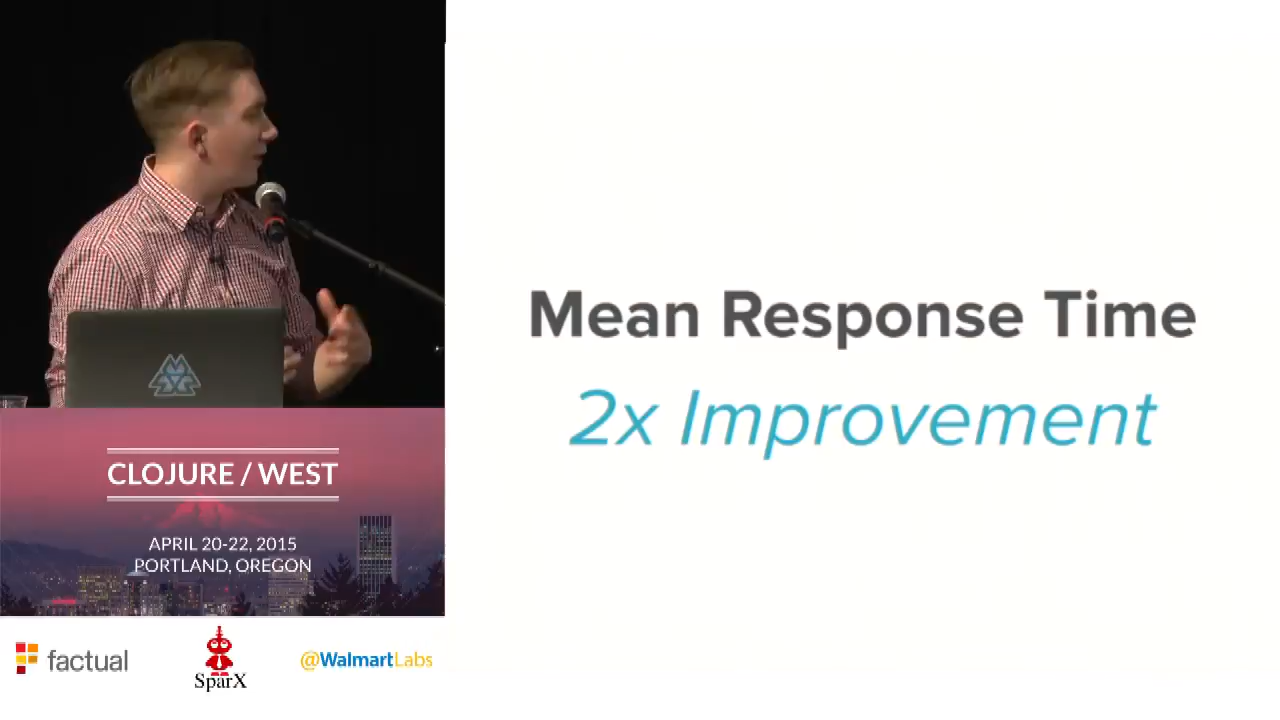 Mean Response Time
2x Improvement
CLOJURE / WEST
APRIL 20-22, 2015
PORTLAND, OREGON
factual
SparX
@WalmartLabs